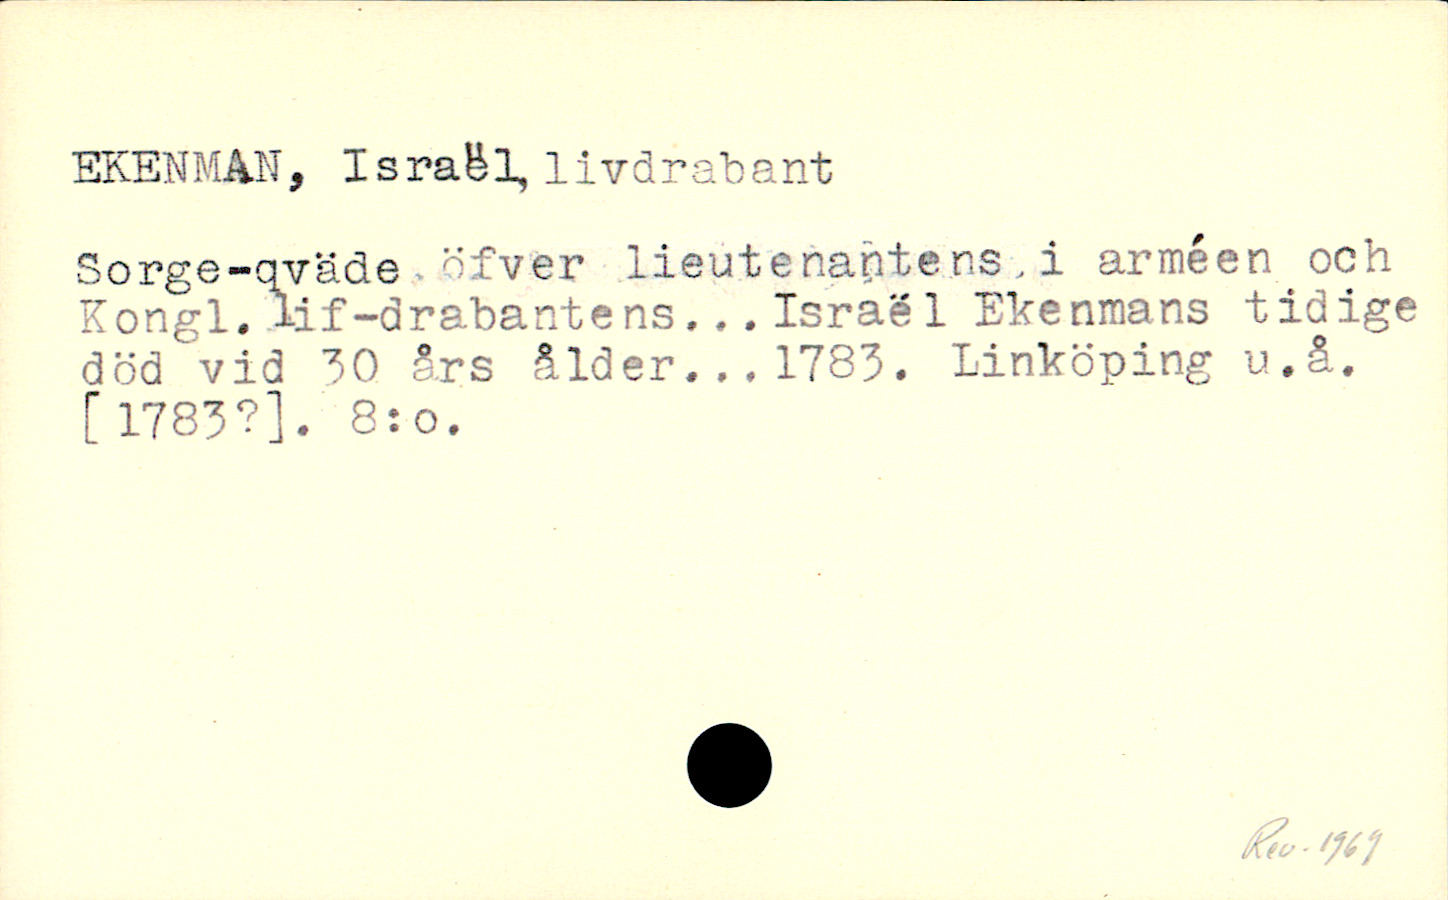 EKENMAN, Israël, livdrabant
Sorge-qväde öfver lieutenantens i arméen och
Kongl. lif-drabantens...Israël Ekenmans tidige
död vid 30 års ålder...1783. Linköping u.å.
[1783?]. 8:o.
Rev. 1969